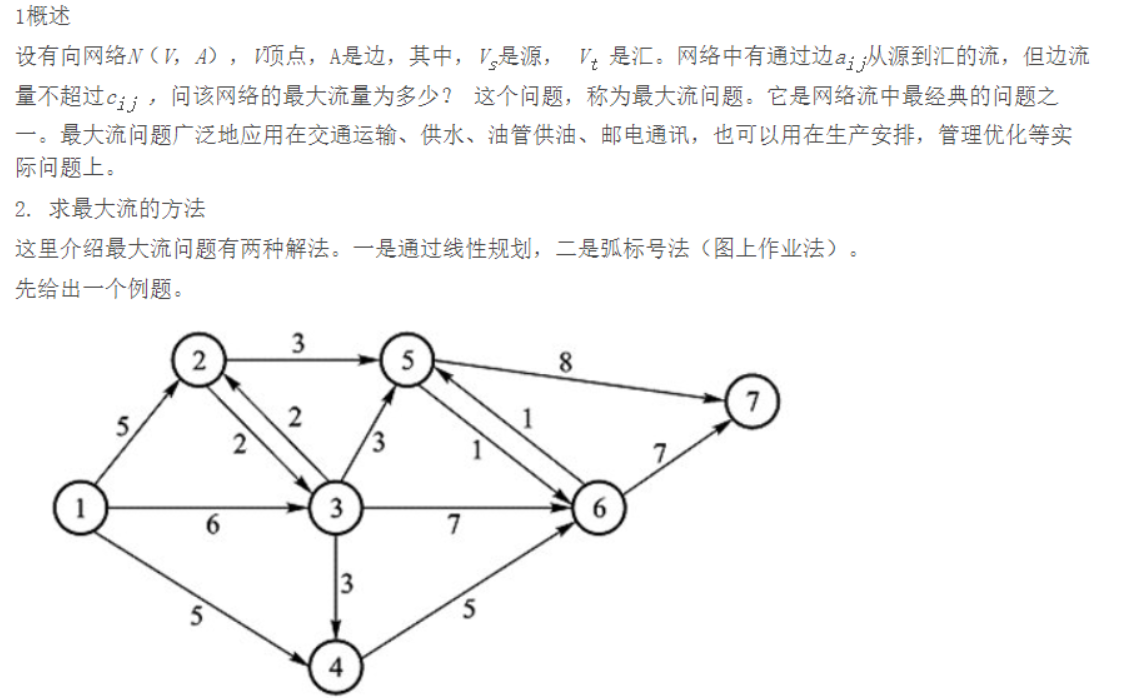 1概述
设有向网络N（V, A），V顶点，A是边，其中，V_s是源， V_t 是汇。网络中有通过边a_{ij}从源到汇的流，但边流
量不超过c_{ij}，问该网络的最大流量为多少？ 这个问题，称为最大流问题。它是网络流中最经典的问题之
一。最大流问题广泛地应用在交通运输、供水、油管供油、邮电通讯，也可以用在生产安排，管理优化等实
际问题上。
2. 求最大流的方法
这里介绍最大流问题有两种解法。一是通过线性规划，二是弧标号法（图上作业法）。
先给出一个例题。
3
2
5
8
7
5
2
2
3
1
1
7
1
6
3
7
6
3
5
5
4